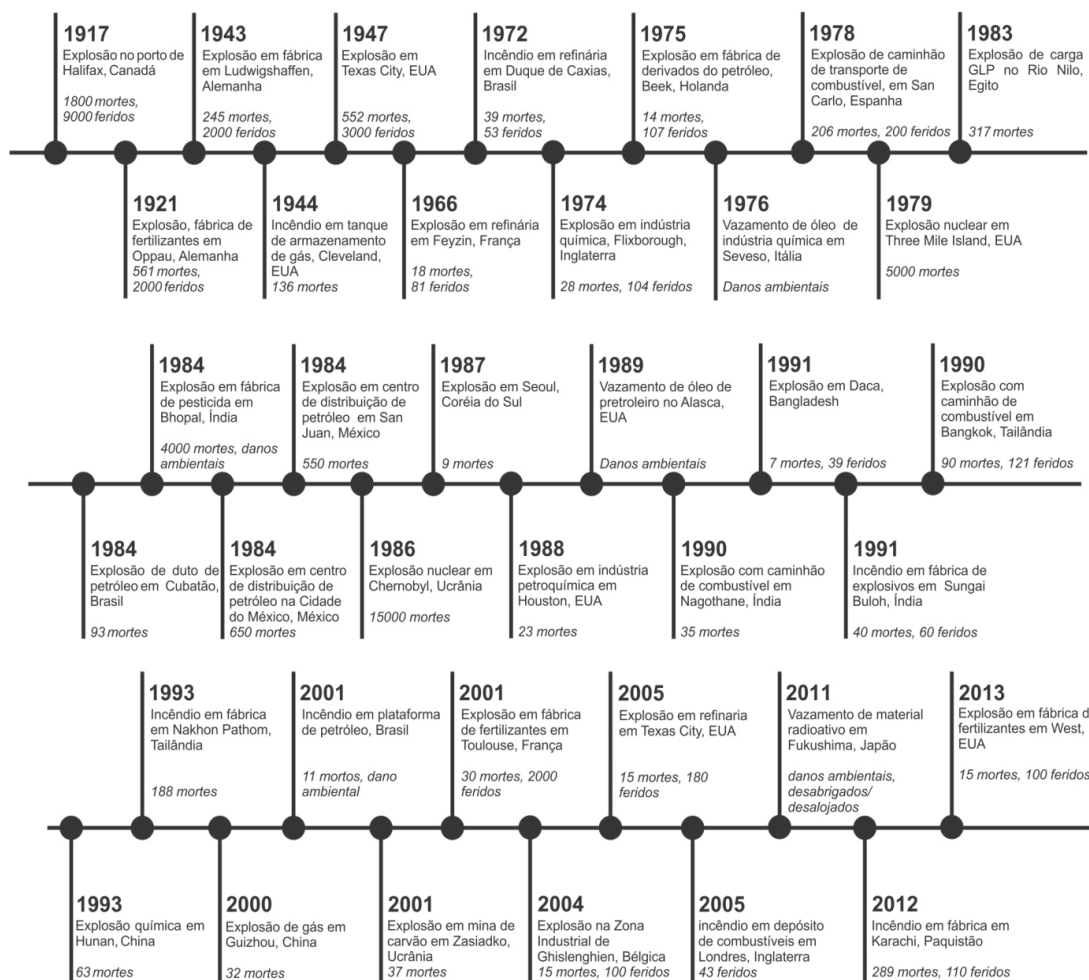 1917
Explosão no porto de
Halifax, Canadá
1800 mortes,
9000 feridos
1921
Explosão, fábrica de
fertilizantes em
Oppau, Alemanha
561 mortes,
2000 feridos
1943
Explosão em fábrica
em Ludwigshaffen,
Alemanha
245 mortes,
2000 feridos
1944
Incêndio em tanque
de armazenamento
de gás, Cleveland,
EUA
136 mortes
1947
Explosão em
Texas City, EUA
552 mortes,
3000 feridos
1966
Explosão em refinária
em Feyzin, França
18 mortes,
81 feridos
1972
Incêndio em refinária
em Duque de Caxias,
Brasil
39 mortes,
53 feridos
1974
Explosão em indústria
química, Flixborough,
Inglaterra
28 mortes, 104 feridos
1975
Explosão em fábrica de
derivados do petróleo,
Beek, Holanda
14 mortes,
107 feridos
1976
Vazamento de óleo de
indústria química em
Seveso, Itália
Danos ambientais
1978
Explosão de caminhão
de transporte de
combustível, em San
Carlo, Espanha
206 mortes, 200 feridos
1979
Explosão nuclear em
Three Mile Island, EUA
5000 mortes
1983
Explosão de carga
GLP no Rio Nilo,
Egito
317 mortes
1984
Explosão de duto de
petróleo em Cubatão,
Brasil
93 mortes
1984
Explosão em fábrica
de pesticida em
Bhopal, Índia
4000 mortes, danos
ambientais
1984
Explosão em centro
de distribuição de
petróleo na Cidade
do México, México
650 mortes
1984
Explosão em centro
de distribuição de
petróleo em San
Juan, México
550 mortes
1986
Explosão nuclear em
Chernobyl, Ucrânia
15000 mortes
1987
Explosão em Seoul,
Coréia do Sul
9 mortes
1988
Explosão em indústria
petroquímica em
Houston, EUA
23 mortes
1989
Vazamento de óleo de
pretroleiro no Alasca,
EUA
Danos ambientais
1990
Explosão com caminhão
de combustível em
Nagothane, Índia
35 mortes
1991
Explosão em Daca,
Bangladesh
7 mortes, 39 feridos
1991
Incêndio em fábrica de
explosivos em Sungai
Buloh, Índia
40 mortes, 60 feridos
1990
Explosão com
caminhão de
combustível em
Bangkok, Tailândia
90 mortes, 121 feridos
1993
Explosão química em
Hunan, China
63 mortes
1993
Incêndio em fábrica
em Nakhon Pathom,
Tailândia
188 mortes
2000
Explosão de gás em
Guizhou, China
32 mortes
2001
Incêndio em plataforma
de petróleo, Brasil
11 mortos, dano
ambiental
2001
Explosão em mina de
carvão em Zasiadko,
Ucrânia
37 mortes
2001
Explosão em fábrica
de fertilizantes em
Toulouse, França
30 mortes, 2000
feridos
2004
Explosão na Zona
Industrial de
Ghislenghien, Bélgica
15 mortes, 100 feridos
2005
Explosão em refinaria
em Texas City, EUA
15 mortes, 180
feridos
2005
incêndio em depósito
de combustíveis em
Londres, Inglaterra
43 feridos
2011
Vazamento de material
radioativo em
Fukushima, Japão
danos ambientais,
desabrigados/
desalojados
2012
Incêndio em fábrica em
Karachi, Paquistão
289 mortes, 110 feridos
2013
Explosão em fábrica d
fertilizantes em West,
EUA
15 mortes, 100 feridos